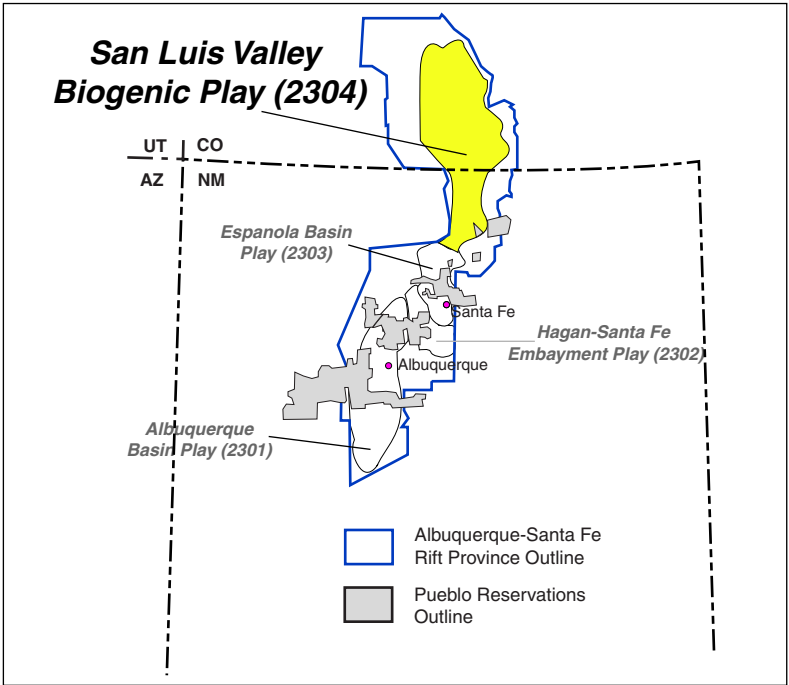 San Luis Valley
Biogenic Play (2304)
UT CO
AZ NM
Espanola Basin
Play (2303)
Santa Fe
Hagan-Santa Fe
Embayment Play (2302)
Albuquerque
Albuquerque
Basin Play (2301)
Albuquerque-Santa Fe
Rift Province Outline
Pueblo Reservations
Outline